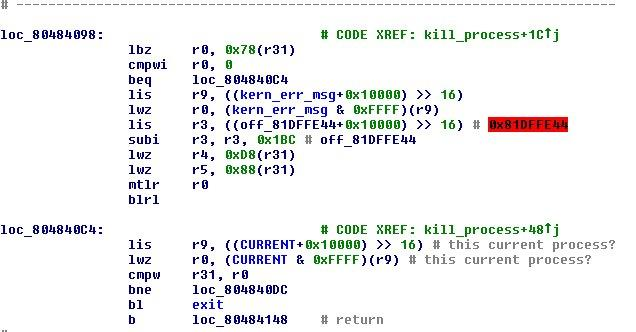 # ---------------------------------------------------------------------------
loc_80484098: # CODE XREF: kill_process+1C↑j
lbz r0, 0x78(r31)
cmpwi r0, 0
beq loc_804840C4
lis r9, ((kern_err_msg+0x10000) >> 16)
lwz r0, (kern_err_msg & 0xFFFF)(r9)
lis r3, ((off_81DFFE44+0x10000) >> 16) # 0x81DFFE44
subi r3, r3, 0x1BC # off_81DFFE44
lwz r4, 0xD8(r31)
lwz r5, 0x88(r31)
mtlr r0
blrl
loc_804840C4: # CODE XREF: kill_process+48↑j
lis r9, ((CURRENT+0x10000) >> 16) # this current process?
lwz r0, (CURRENT & 0xFFFF)(r9) # this current process?
cmpw r31, r0
bne loc_804840DC
bl exit
b loc_80484148 # return